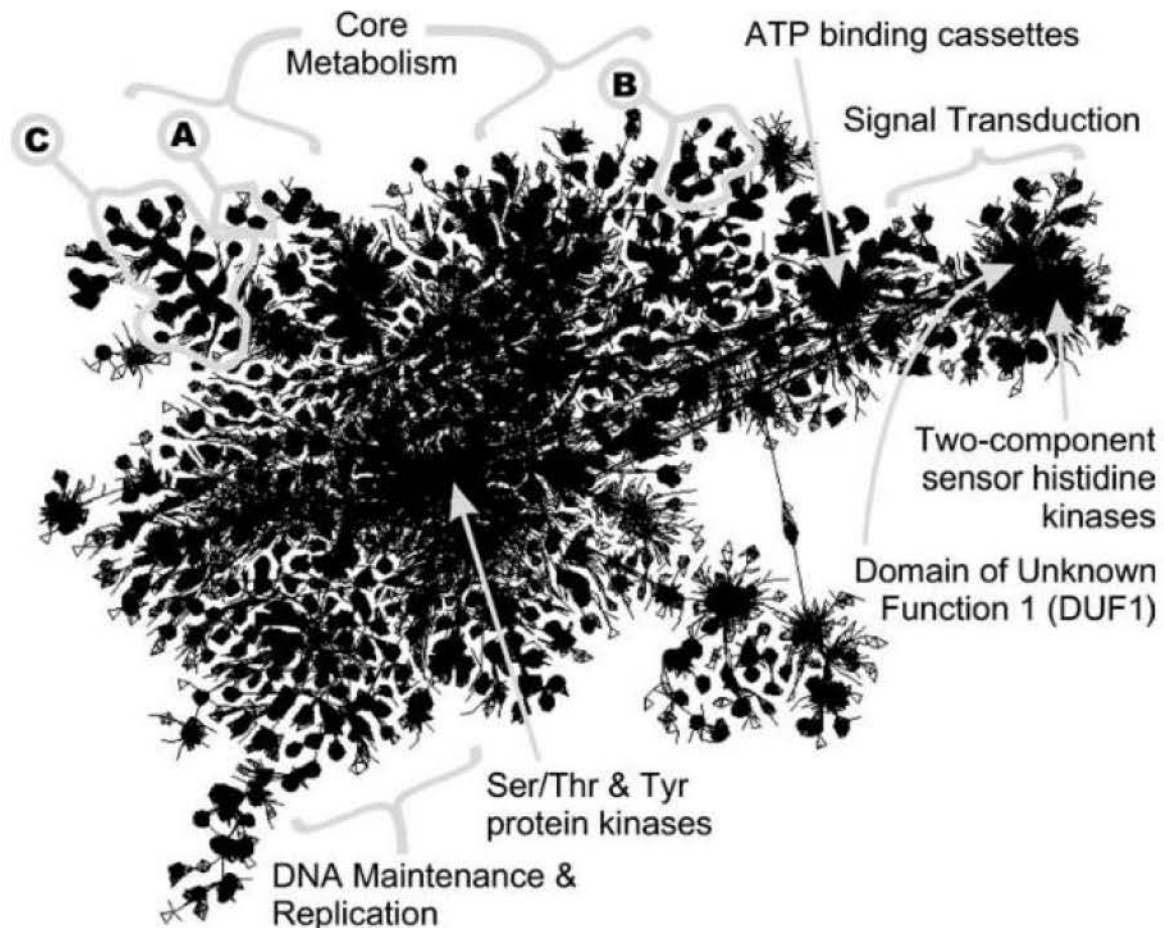 Core
Metabolism
ATP binding cassettes
B
Signal Transduction
C
A
Two-component
sensor histidine
kinases
Domain of Unknown
Function 1 (DUF1)
Ser/Thr & Tyr
protein kinases
DNA Maintenance &
Replication